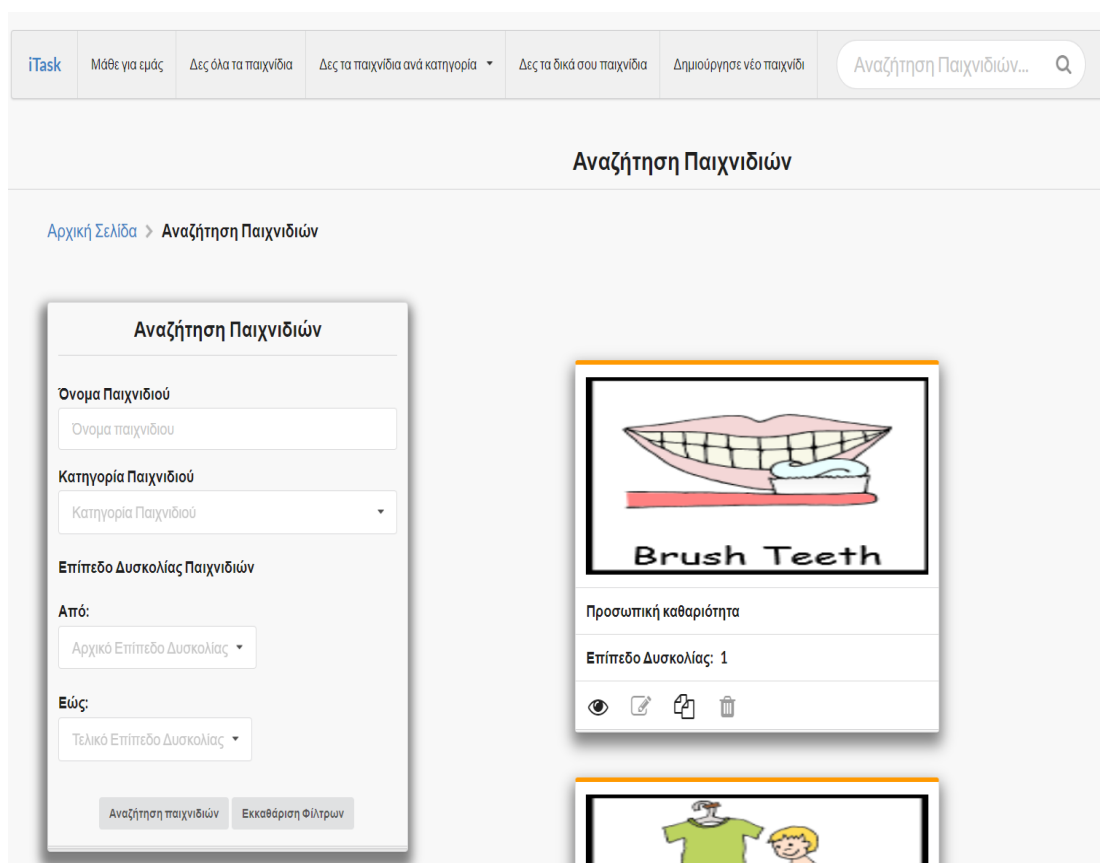 iTask
Μάθε για εμάς
Δες όλα τα παιχνίδια
Δες τα παιχνίδια ανά κατηγορία
Δες τα δικά σου παιχνίδια
Δημιούργησε νέο παιχνίδι
Αναζήτηση Παιχνιδιών...
Αναζήτηση Παιχνιδιών
Αρχική Σελίδα > Αναζήτηση Παιχνιδιών
Αναζήτηση Παιχνιδιών
Όνομα Παιχνιδιού
Όνομα παιχνιδιου
Κατηγορία Παιχνιδιού
Κατηγορία Παιχνιδιού
Επίπεδο Δυσκολίας Παιχνιδιών
Από:
Αρχικό Επίπεδο Δυσκολίας
Εώς:
Τελικό Επίπεδο Δυσκολίας
Αναζήτηση παιχνιδιών
Εκκαθάριση Φίλτρων
Brush Teeth
Προσωπική καθαριότητα
Επίπεδο Δυσκολίας: 1